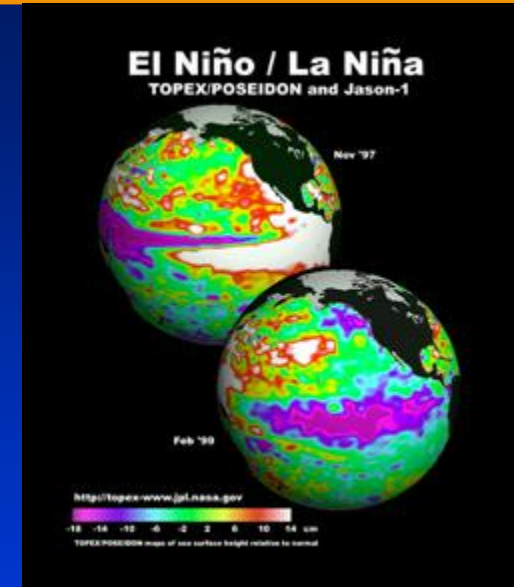 El Niño / La Niña
TOPEX/POSEIDON and Jason-1
Nov '97
Feb '99
http://topex-www.jpl.nasa.gov
-18 -14 -10 -6 -2 2 6 10 14 cm
TOPEX/POSEIDON maps of sea surface height relative to normal